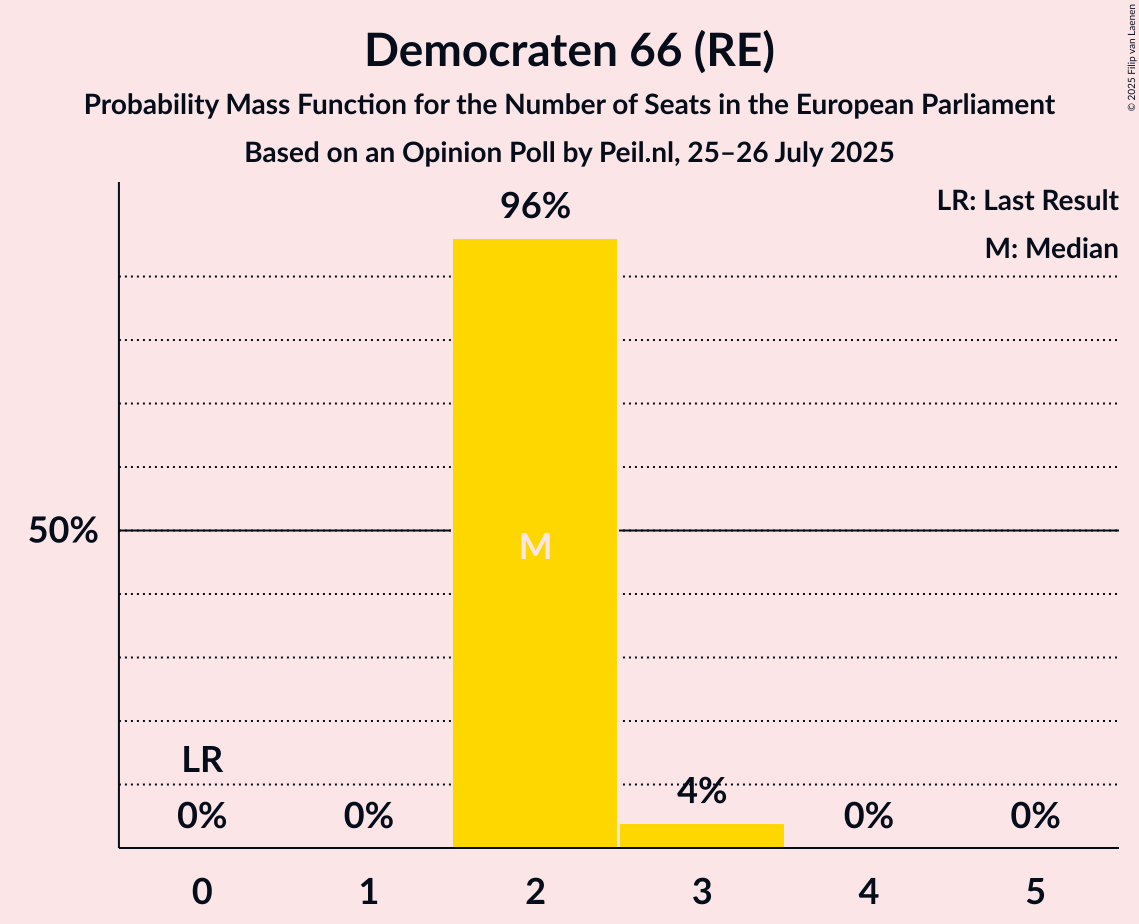 Democraten 66 (RE)
Probability Mass Function for the Number of Seats in the European Parliament
Based on an Opinion Poll by Peil.nl, 25–26 July 2025
© 2025 Filip van Laenen
LR: Last Result
M: Median
96%
50%
M
LR
0%
0%
4%
0%
0%
0
1
2
3
4
5